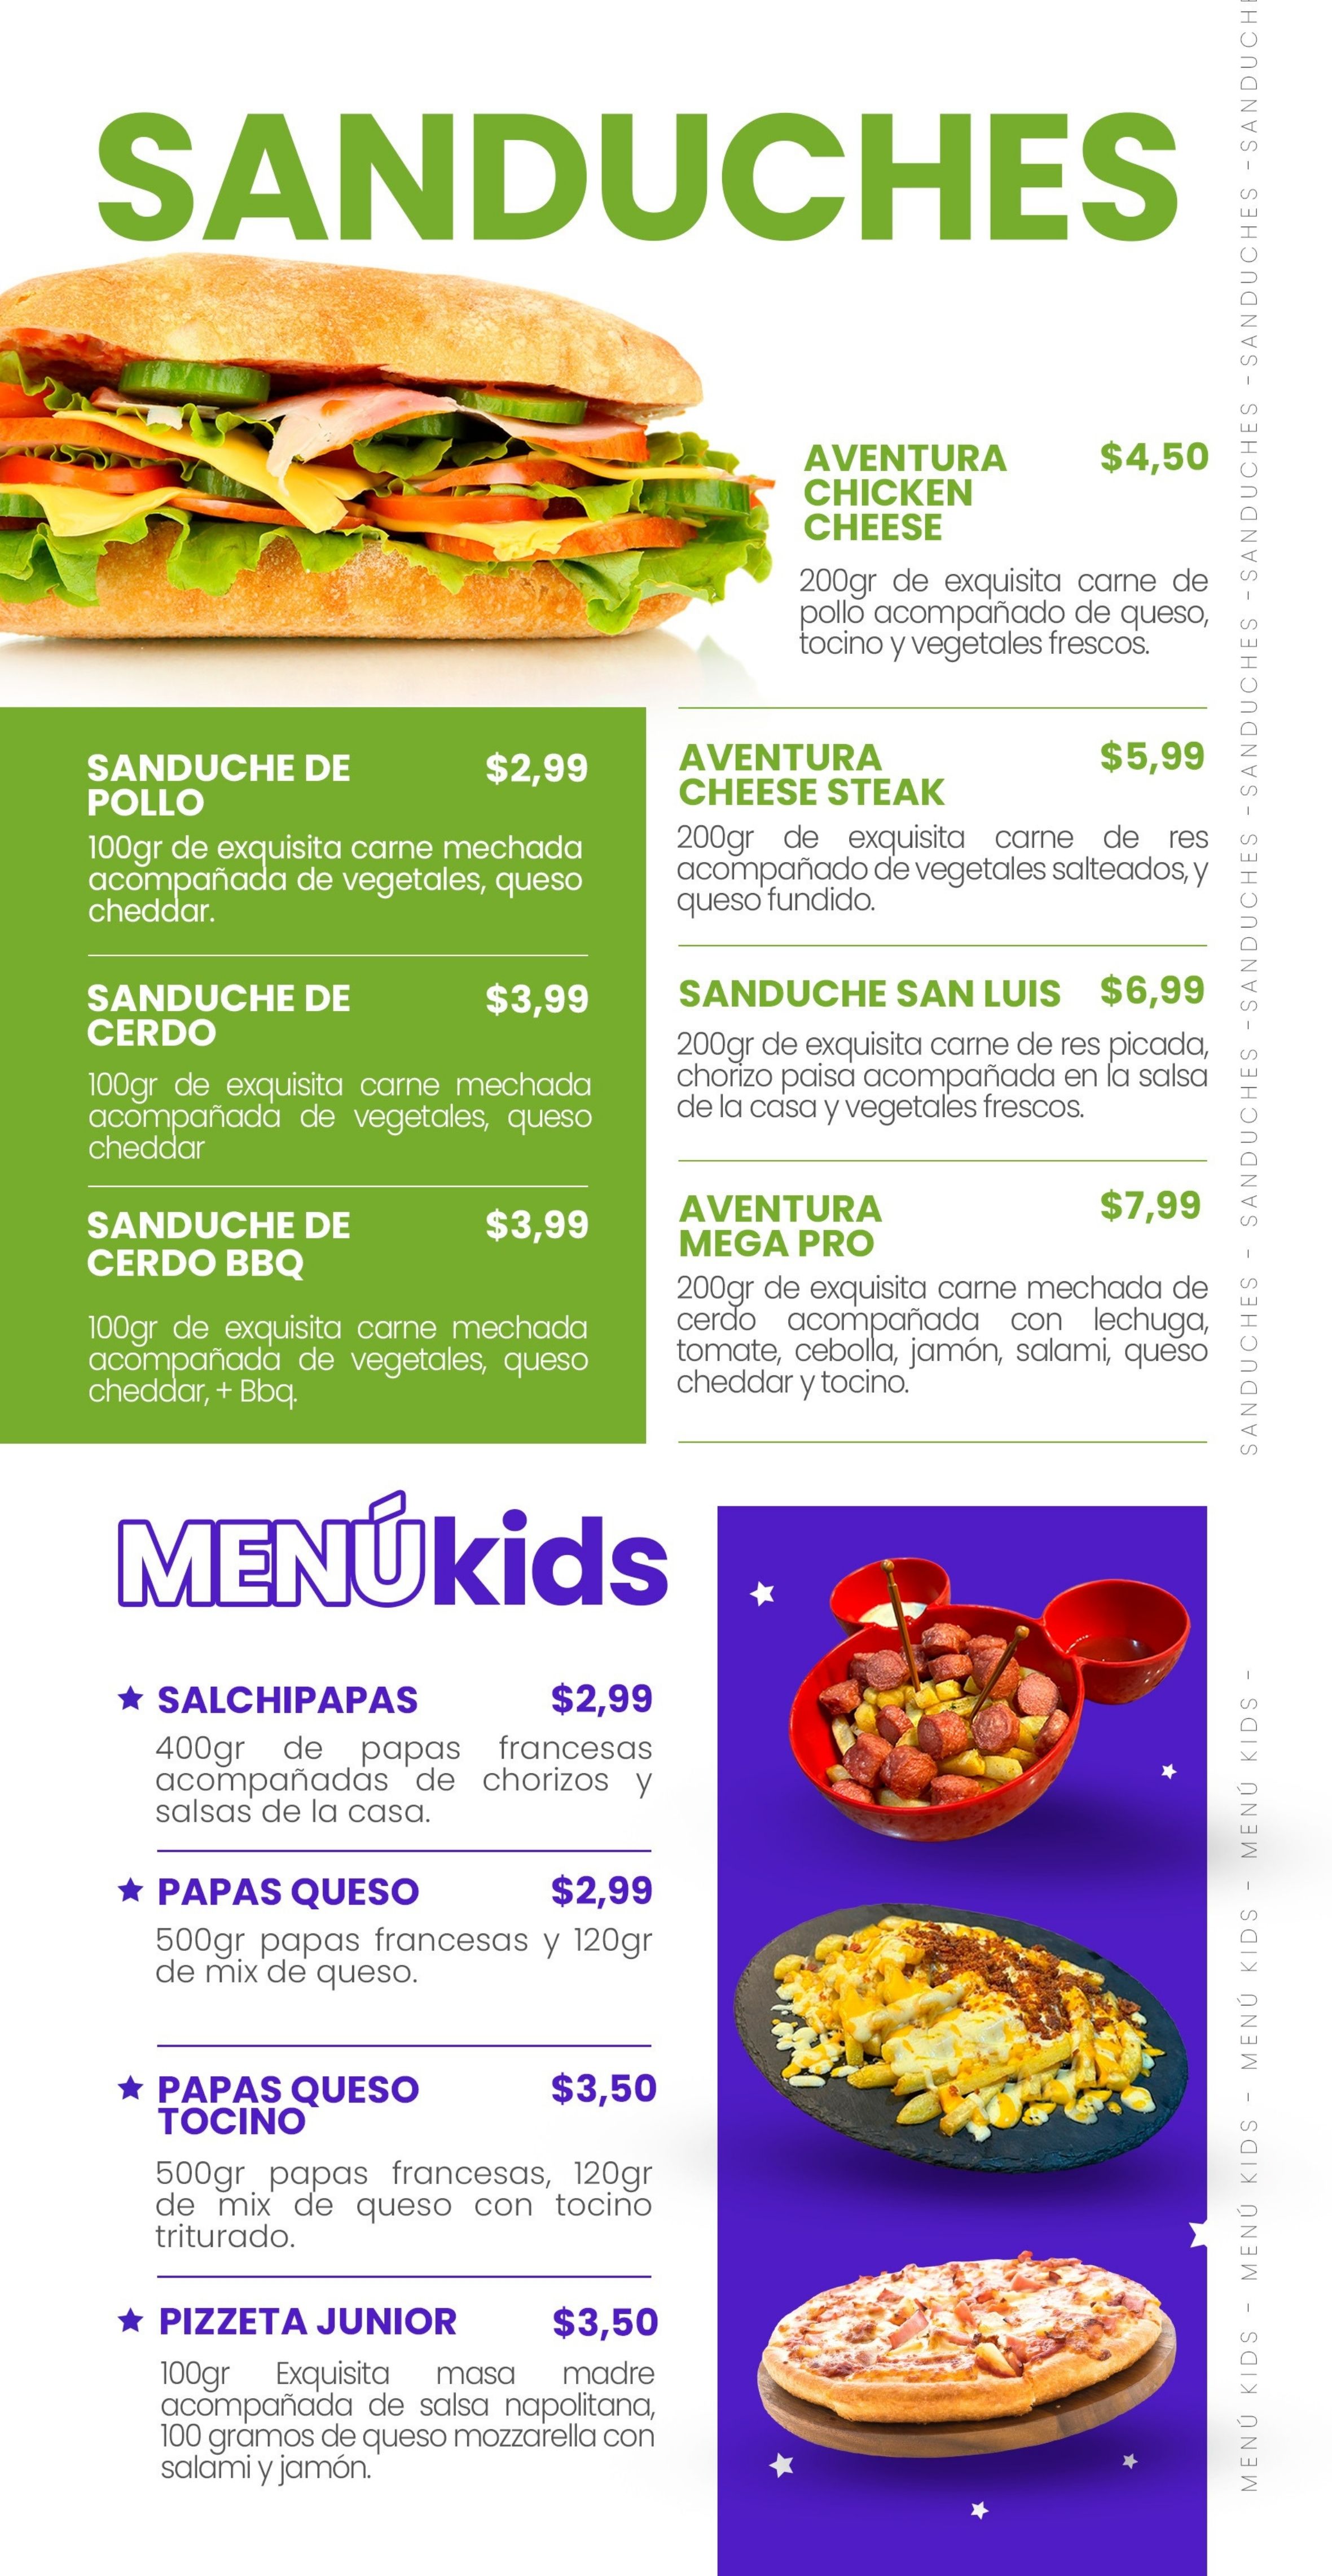 SANDUCHES
AVENTURA
CHICKEN
CHEESE
$4,50
200gr de exquisita carne de
pollo acompañado de queso,
tocino y vegetales frescos.
SANDUCHE DE
POLLO
$2,99
100gr de exquisita carne mechada
acompañada de vegetales, queso
cheddar.
SANDUCHE DE
CERDO
$3,99
100gr de exquisita carne mechada
acompañada de vegetales, queso
cheddar
SANDUCHE DE
CERDO BBQ
$3,99
100gr de exquisita carne mechada
acompañada de vegetales, queso
cheddar, + Bbq.
AVENTURA
CHEESE STEAK
$5,99
200gr de exquisita carne de res
acompañado de vegetales salteados, y
queso fundido.
SANDUCHE SAN LUIS $6,99
200gr de exquisita carne de res picada,
chorizo paisa acompañada en la salsa
de la casa y vegetales frescos.
AVENTURA
MEGA PRO
$7,99
200gr de exquisita carne mechada de
cerdo acompañada con lechuga,
tomate, cebolla, jamón, salami, queso
cheddar y tocino.
SANDUCHES - SANDUCHES -SANDUCHES -SANDUCHES -SANDUCHES -SANDUCHES -SANDUCH
MENÚkids
SALCHIPAPAS $2,99
400gr de papas francesas
acompañadas de chorizos y
salsas de la casa.
PAPAS QUESO $2,99
500gr papas francesas y 120gr
de mix de queso.
PAPAS QUESO
TOCINO
$3,50
500gr papas francesas, 120gr
de mix de queso con tocino
triturado.
PIZZETA JUNIOR $3,50
100gr Exquisita masa madre
acompañada de salsa napolitana,
100 gramos de queso mozzarella con
salami y jamón.
MENÚ KIDS - MENÚ KIDS - MENÚ KIDS - MENÚ KIDS -